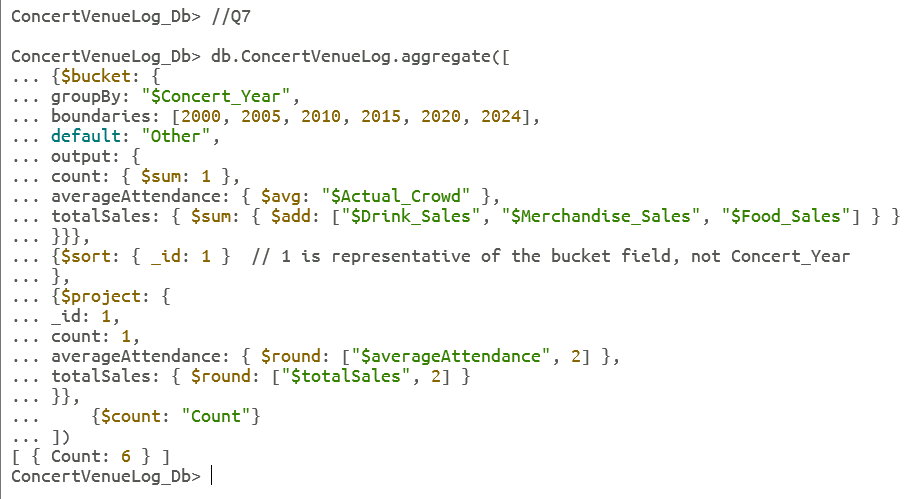 ConcertVenueLog_Db> //Q7
ConcertVenueLog_Db> db.ConcertVenueLog.aggregate([
... {$bucket: {
... groupBy: "$Concert_Year",
... boundaries: [2000, 2005, 2010, 2015, 2020, 2024],
... default: "Other",
... output: {
... count: { $sum: 1 },
... averageAttendance: { $avg: "$Actual_Crowd" },
... totalSales: { $sum: { $add: ["$Drink_Sales", "$Merchandise_Sales", "$Food_Sales"] } }
... }}},
... {$sort: { _id: 1 }  // 1 is representative of the bucket field, not Concert_Year
... },
... {$project: {
... _id: 1,
... count: 1,
... averageAttendance: { $round: ["$averageAttendance", 2] },
... totalSales: { $round: ["$totalSales", 2] }
... }},
...     {$count: "Count"}
... ])
[ { Count: 6 } ]
ConcertVenueLog_Db>